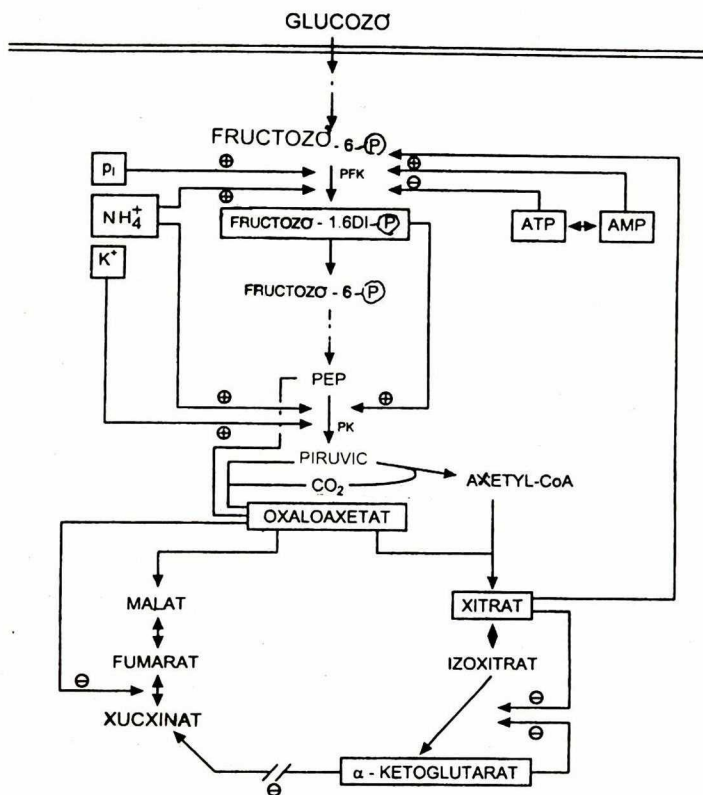 GLUCOZƠ
FRUCTOZƠ - 6 - P
Pi ⊕ PFK ⊕
⊖
NH4+ ⊕
FRUCTOZƠ - 1.6DI - P
ATP AMP
K+
FRUCTOZƠ - 6 - P
PEP
⊕ ⊕
PK
⊕
PIRUVIC
CO2
AXETYL-CoA
OXALOAXETAT
MALAT
XITRAT
FUMARAT
IZOXITRAT
⊖ ⊖
XUCXINAT
⊖
α - KETOGLUTARAT
⊖